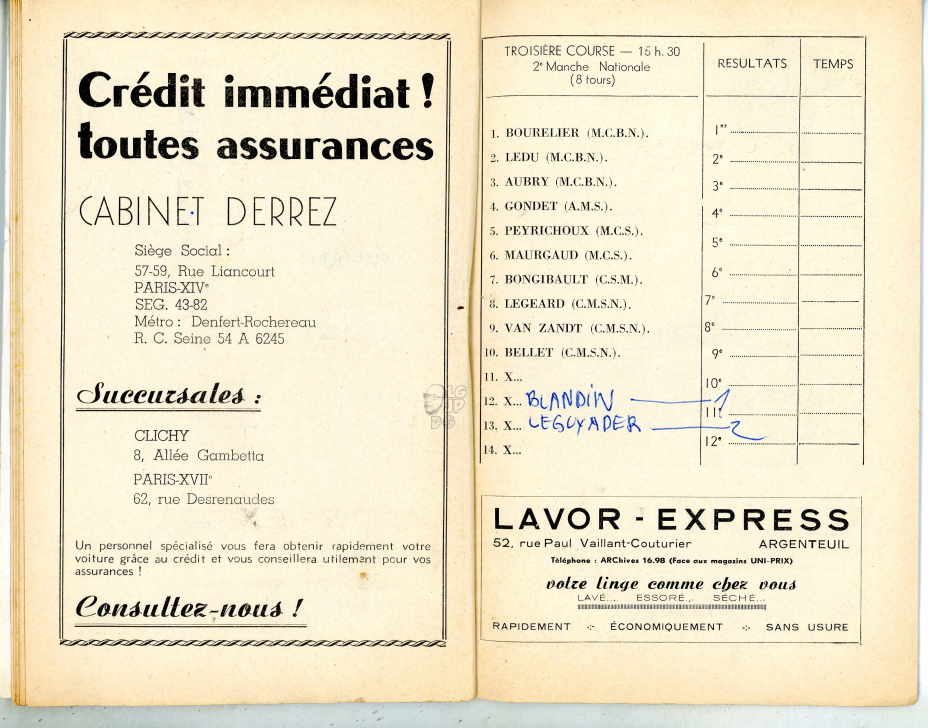 Crédit immédiat !
toutes assurances
CABINET DERREZ
Siège Social :
57-59, Rue Liancourt
PARIS-XIVe
SEG. 43-82
Métro : Denfert-Rochereau
R. C. Seine 54 A 6245
Succursales :
CLICHY
8, Allée Gambetta
PARIS-XVIIe
62, rue Desrenaudes
Un personnel spécialisé vous fera obtenir rapidement votre
voiture grâce au crédit et vous conseillera utilement pour vos
assurances !
Consultez-nous !
TROISIÈME COURSE — 15 h. 30
2e Manche Nationale
(8 tours)
RESULTATS
TEMPS
1. BOURELIER (M.C.B.N.). 1er
2. LEDU (M.C.B.N.). 2e
3. AUBRY (M.C.B.N.). 3e
4. GONDET (A.M.S.). 4e
5. PEYRICHOUX (M.C.S.). 5e
6. MAURGAUD (M.C.S.). 6e
7. BONGIBAULT (C.S.M.). 7e
8. LEGEARD (C.M.S.N.). 8e
9. VAN ZANDT (C.M.S.N.). 9e
10. BELLET (C.M.S.N.). 10e
11. X...
12. X... BLANDIN — 1 11e
13. X... LEGUYADER — 2 12e
14. X...
LAVOR - EXPRESS
52, rue Paul Vaillant-Couturier ARGENTEUIL
Téléphone : ARChives 16.98 (Face aux magasins UNI-PRIX)
votre linge comme chez vous
LAVÉ... ESSORÉ... SÉCHÉ...
RAPIDEMENT ÷ ÉCONOMIQUEMENT ÷ SANS USURE